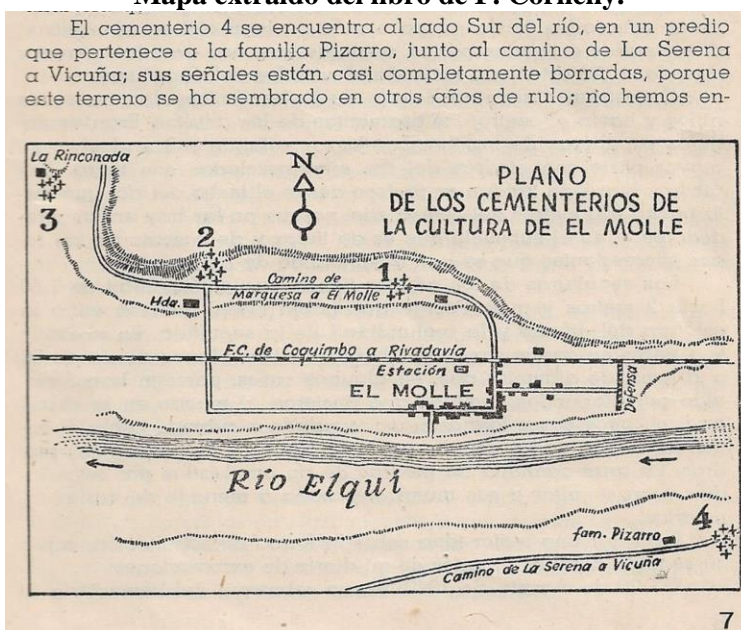 Mapa extraído del libro de F. Cornely.
El cementerio 4 se encuentra al lado Sur del río, en un predio
que pertenece a la familia Pizarro, junto al camino de La Serena
a Vicuña; sus señales están casi completamente borradas, porque
este terreno se ha sembrado en otros años de rulo; no hemos en-
La Rinconada
3
N
PLANO
DE LOS CEMENTERIOS DE
LA CULTURA DE EL MOLLE
2
1
Camino de
Marquesa a El Molle
Hda.
F.C. de Coquimbo a Rivadavia
Estación
EL MOLLE
Defensa
Río Elqui
4
fam. Pizarro
Camino de La Serena a Vicuña
7